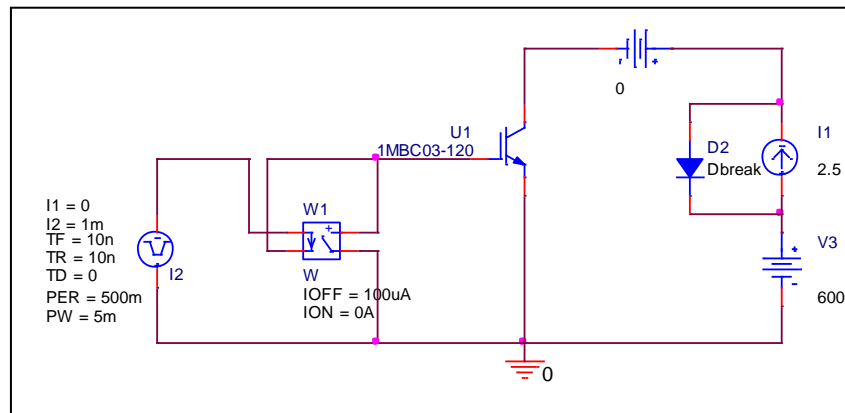 0
U1
1MBC03-120
D2
Dbreak
I1
2.5
W1
+
W
IOFF = 100uA
ION = 0A
I1 = 0
I2 = 1m
TF = 10n
TR = 10n
TD = 0
PER = 500m
PW = 5m
I2
V3
+
-
600
0